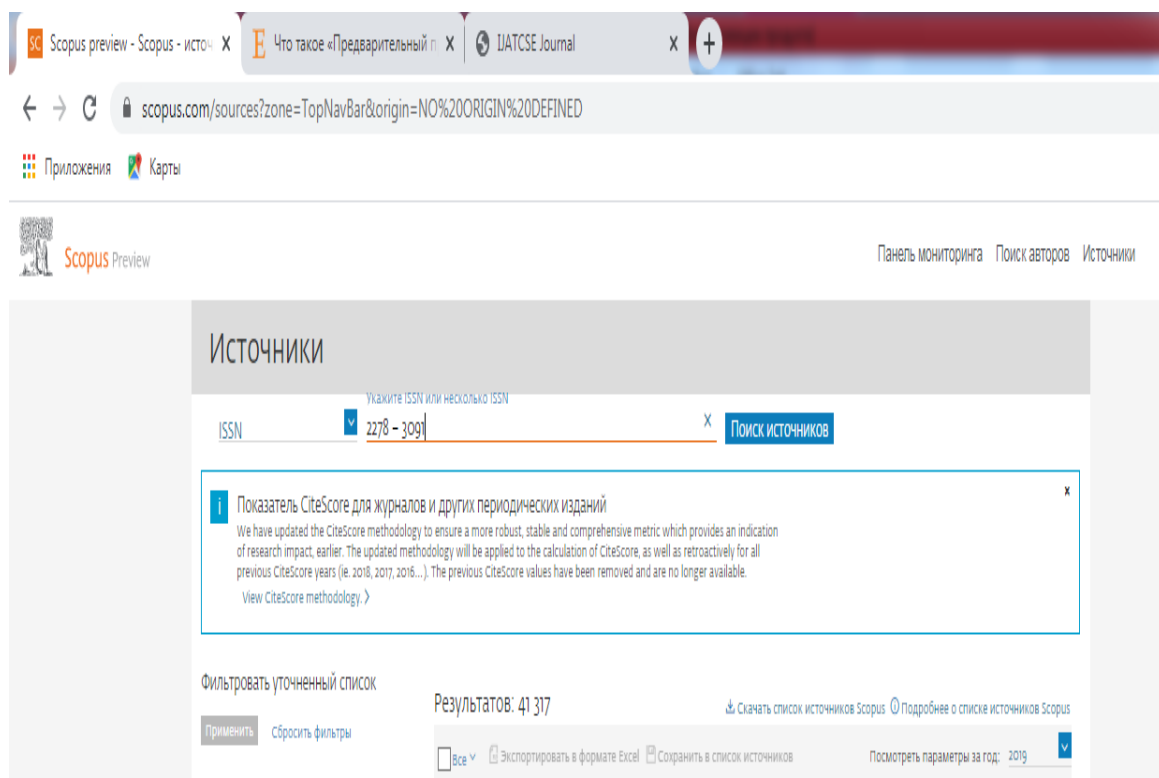 Scopus preview - Scopus - источ
Что такое «Предварительный п
IJATCSE Journal
scopus.com/sources?zone=TopNavBar&origin=NO%20ORIGIN%20DEFINED
Приложения Карты
Scopus Preview
Панель мониторинга Поиск авторов Источники
Источники
Укажите ISSN или несколько ISSN
ISSN 2278 – 3091 x Поиск источников
i Показатель CiteScore для журналов и других периодических изданий x
We have updated the CiteScore methodology to ensure a more robust, stable and comprehensive metric which provides an indication
of research impact, earlier. The updated methodology will be applied to the calculation of CiteScore, as well as retroactively for all
previous CiteScore years (ie. 2018, 2017, 2016...). The previous CiteScore values have been removed and are no longer available.
View CiteScore methodology. >
Фильтровать уточненный список
Применить Сбросить фильтры
Результатов: 41 317
Скачать список источников Scopus Подробнее о списке источников Scopus
Все Экспортировать в формате Excel Сохранить в список источников
Посмотреть параметры за год: 2019